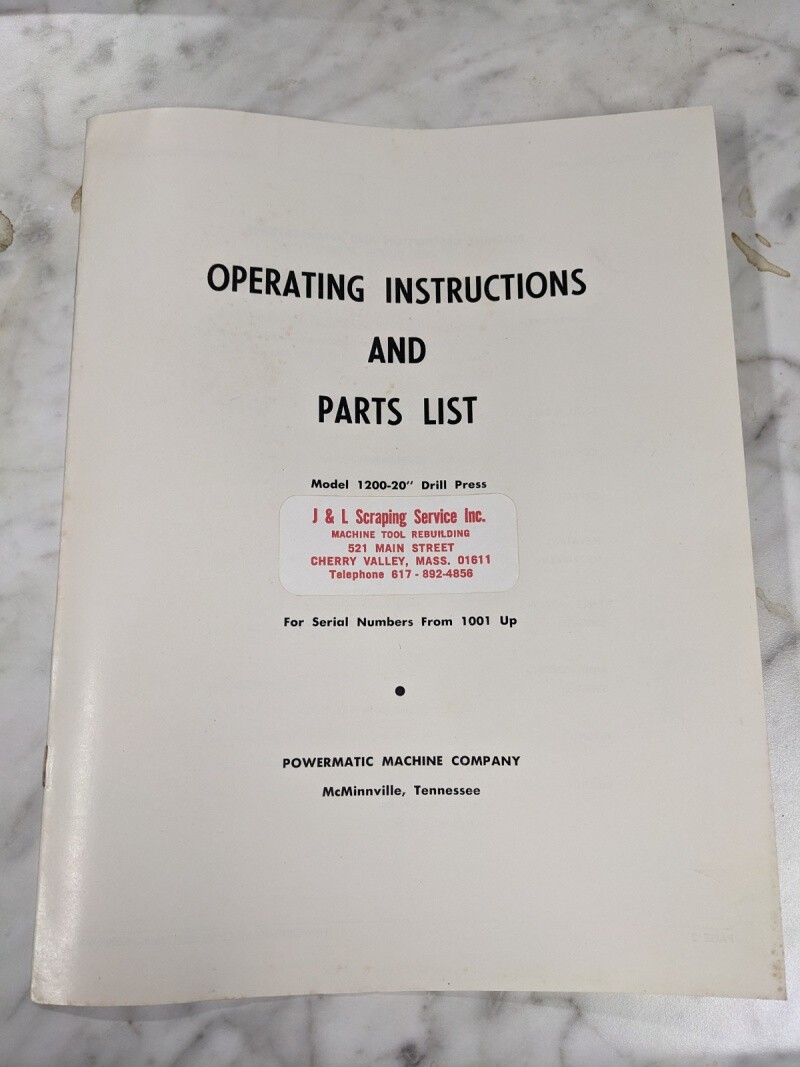 OPERATING INSTRUCTIONS
AND
PARTS LIST
Model 1200-20″ Drill Press
J & L Scraping Service Inc.
MACHINE TOOL REBUILDING
521 MAIN STREET
CHERRY VALLEY, MASS. 01611
Telephone 617 - 892-4856
For Serial Numbers From 1001 Up
POWERMATIC MACHINE COMPANY
McMinnville, Tennessee